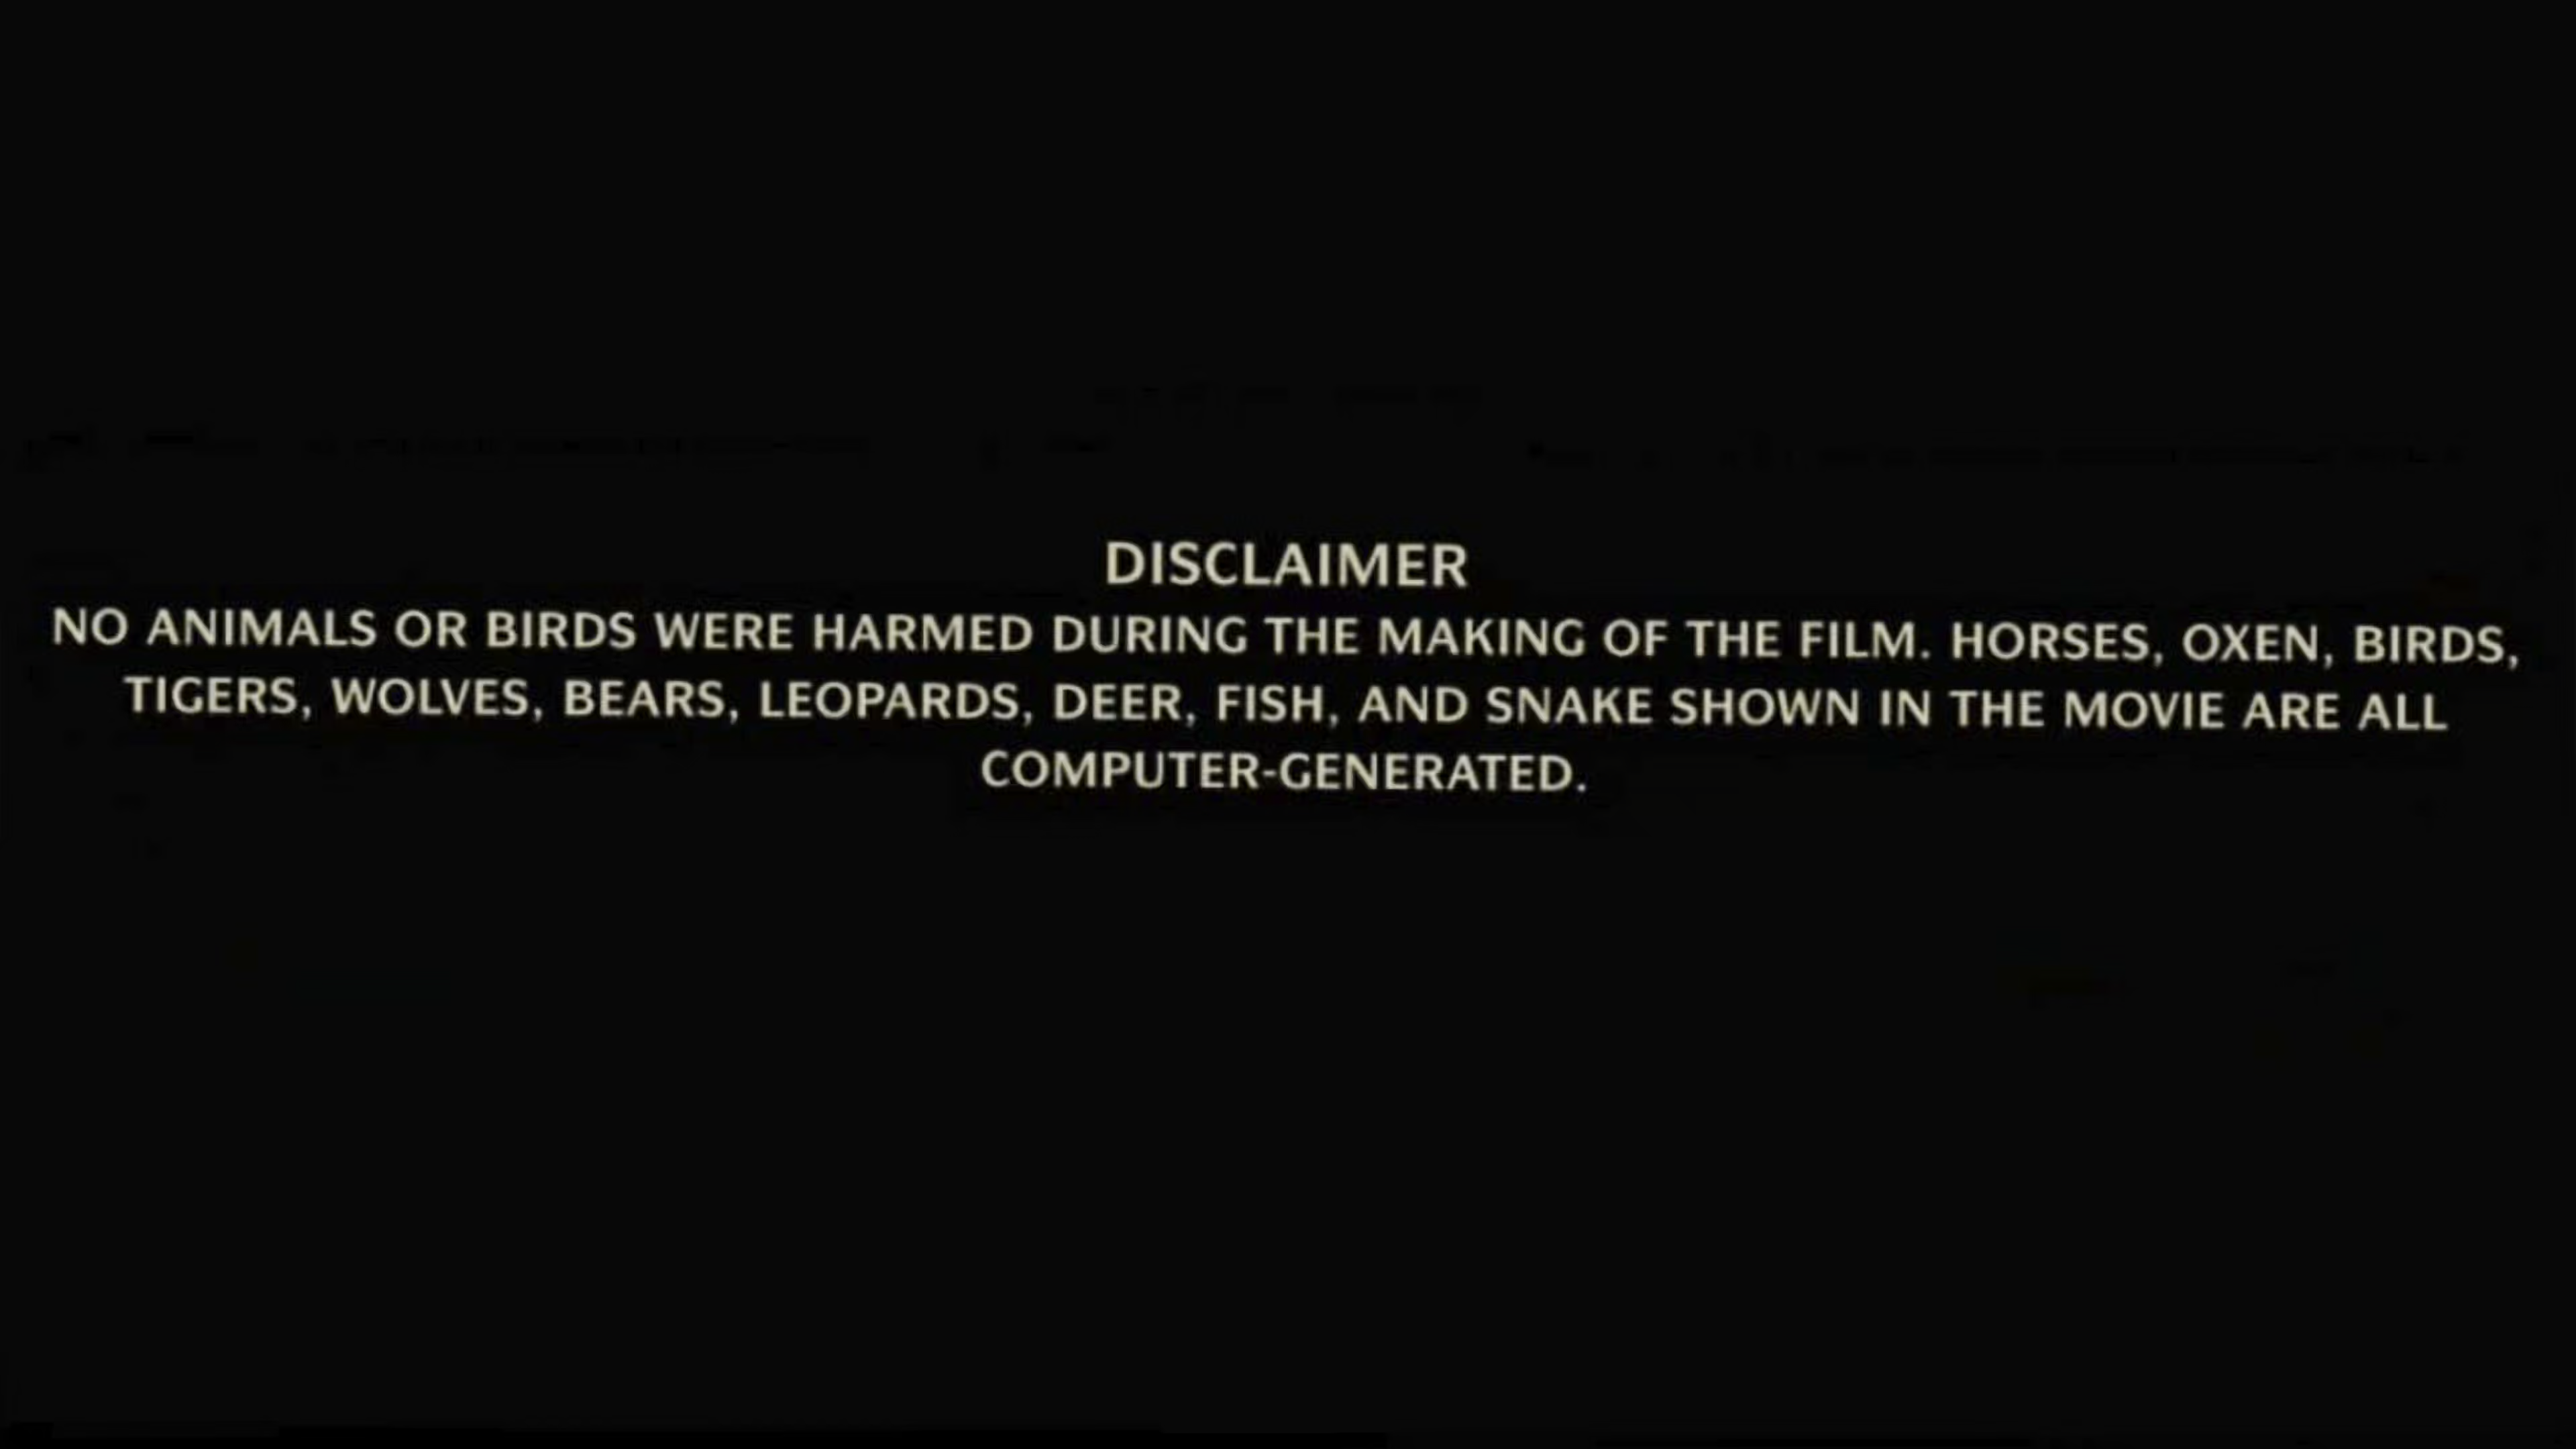 DISCLAIMER
NO ANIMALS OR BIRDS WERE HARMED DURING THE MAKING OF THE FILM. HORSES, OXEN, BIRDS,
TIGERS, WOLVES, BEARS, LEOPARDS, DEER, FISH, AND SNAKE SHOWN IN THE MOVIE ARE ALL
COMPUTER-GENERATED.